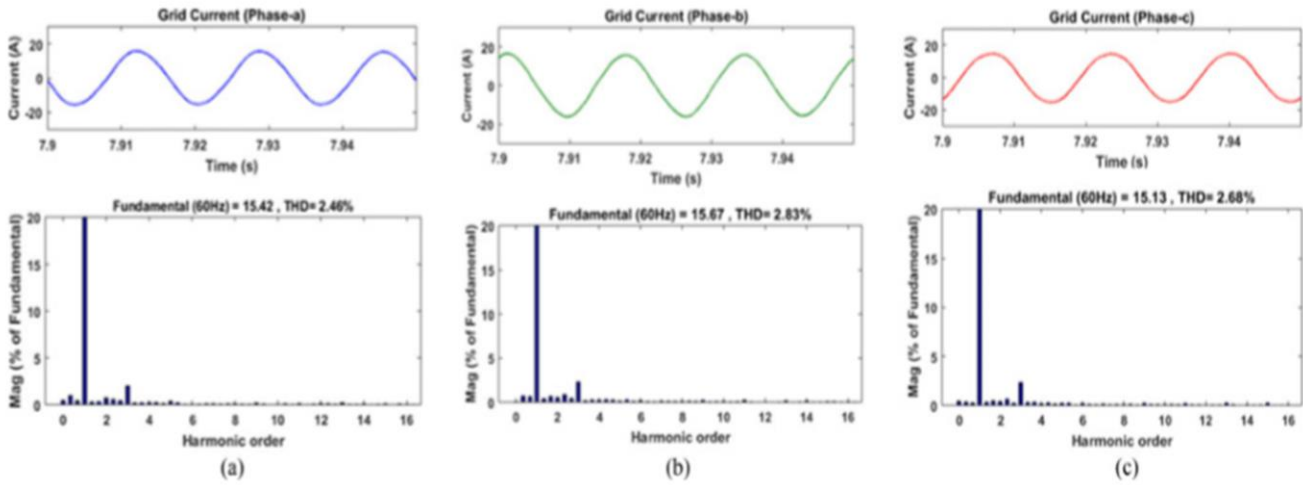 Grid Current (Phase-a)
Current (A)
20
0
-20
7.9 7.91 7.92 7.93 7.94
Time (s)
Fundamental (60Hz) = 15.42 , THD= 2.46%
Mag (% of Fundamental)
20
15
10
5
0
0 2 4 6 8 10 12 14 16
Harmonic order
(a)
Grid Current (Phase-b)
Current (A)
20
0
-20
7.9 7.91 7.92 7.93 7.94
Time (s)
Fundamental (60Hz) = 15.67 , THD= 2.83%
Mag (% of Fundamental)
20
15
10
5
0
0 2 4 6 8 10 12 14 16
Harmonic order
(b)
Grid Current (Phase-c)
Current (A)
20
0
-20
7.9 7.91 7.92 7.93 7.94
Time (s)
Fundamental (60Hz) = 15.13 , THD= 2.68%
Mag (% of Fundamental)
20
15
10
5
0
0 2 4 6 8 10 12 14 16
Harmonic order
(c)